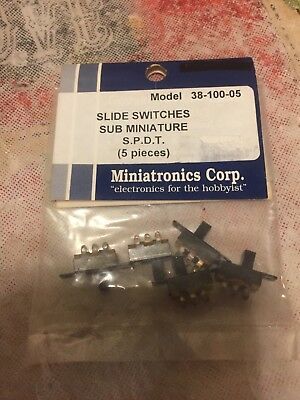 Model 38-100-05
SLIDE SWITCHES
SUB MINIATURE
S.P.D.T.
(5 pieces)
Miniatronics Corp.
"electronics for the hobbyist"